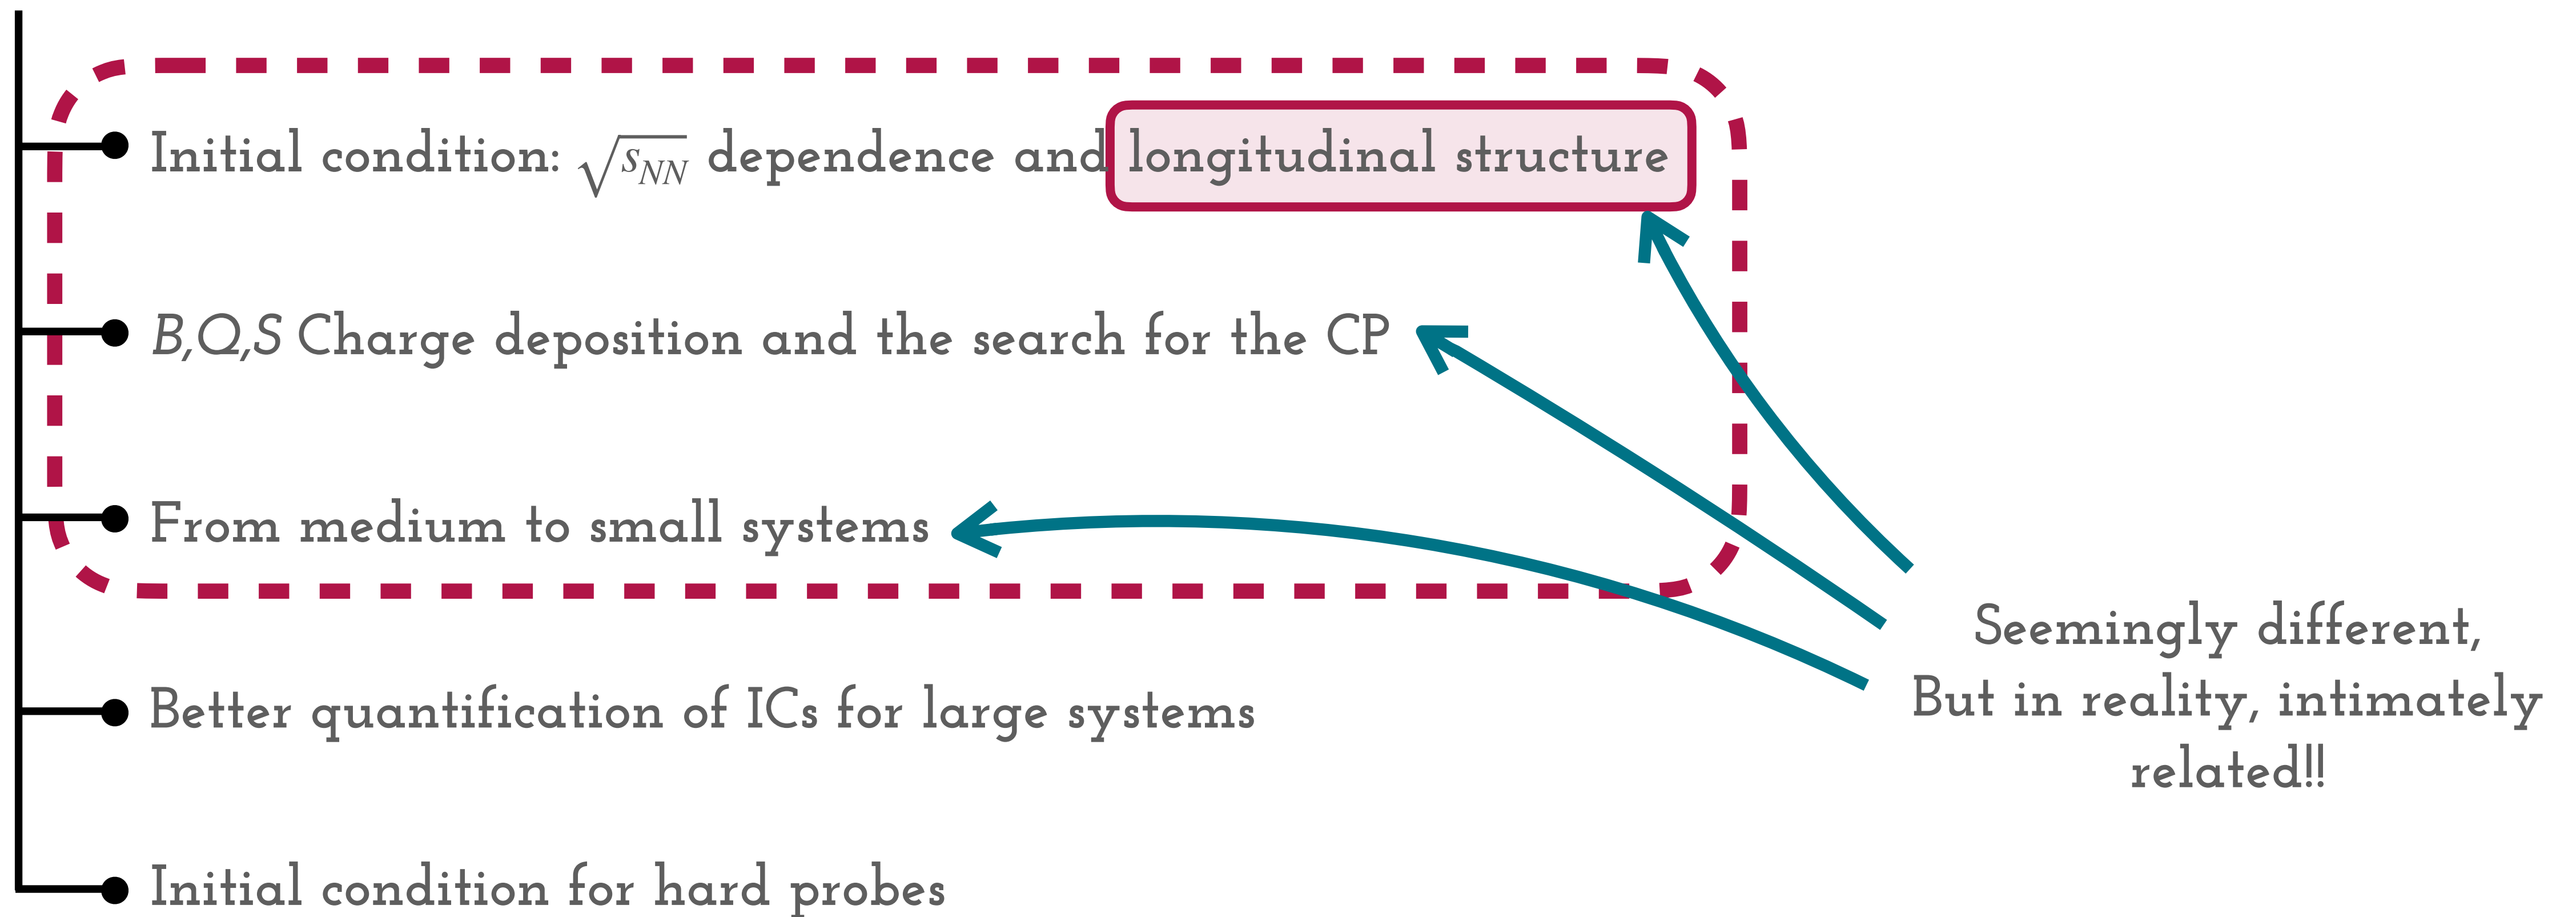 Initial condition: √s_NN dependence and longitudinal structure
B,Q,S Charge deposition and the search for the CP
From medium to small systems
Better quantification of ICs for large systems
Initial condition for hard probes
Seemingly different,
But in reality, intimately
related!!